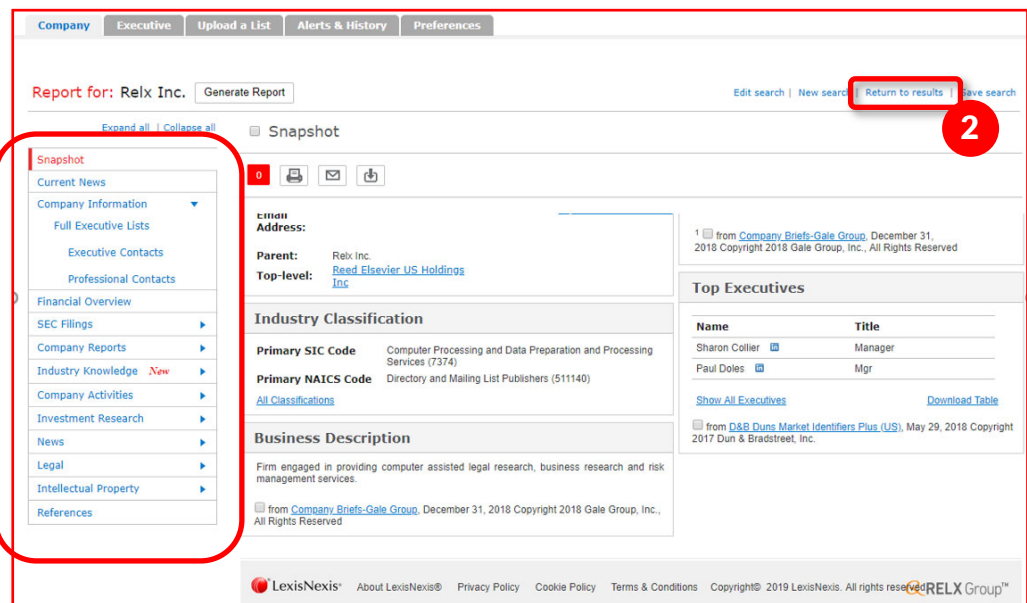 Company Executive Upload a List Alerts & History Preferences
Report for: Relx Inc. Generate Report
Edit search | New search | Return to results | Save search
2
Expand all | Collapse all
Snapshot
Current News
Company Information
Full Executive Lists
Executive Contacts
Professional Contacts
Financial Overview
SEC Filings
Company Reports
Industry Knowledge New
Company Activities
Investment Research
News
Legal
Intellectual Property
References
Snapshot
0
Email
Address:
Parent: Relx Inc.
Top-level: Reed Elsevier US Holdings
Inc
Industry Classification
Primary SIC Code Computer Processing and Data Preparation and Processing
Services (7374)
Primary NAICS Code Directory and Mailing List Publishers (511140)
All Classifications
Business Description
Firm engaged in providing computer assisted legal research, business research and risk
management services.
from Company Briefs-Gale Group, December 31, 2018 Copyright 2018 Gale Group, Inc.,
All Rights Reserved
1 from Company Briefs-Gale Group, December 31,
2018 Copyright 2018 Gale Group, Inc., All Rights Reserved
Top Executives
Name Title
Sharon Collier in Manager
Paul Doles in Mgr
Show All Executives Download Table
from D&B Duns Market Identifiers Plus (US), May 29, 2018 Copyright
2017 Dun & Bradstreet, Inc.
LexisNexis® About LexisNexis® Privacy Policy Cookie Policy Terms & Conditions Copyright© 2019 LexisNexis. All rights reserved. RELX Group™